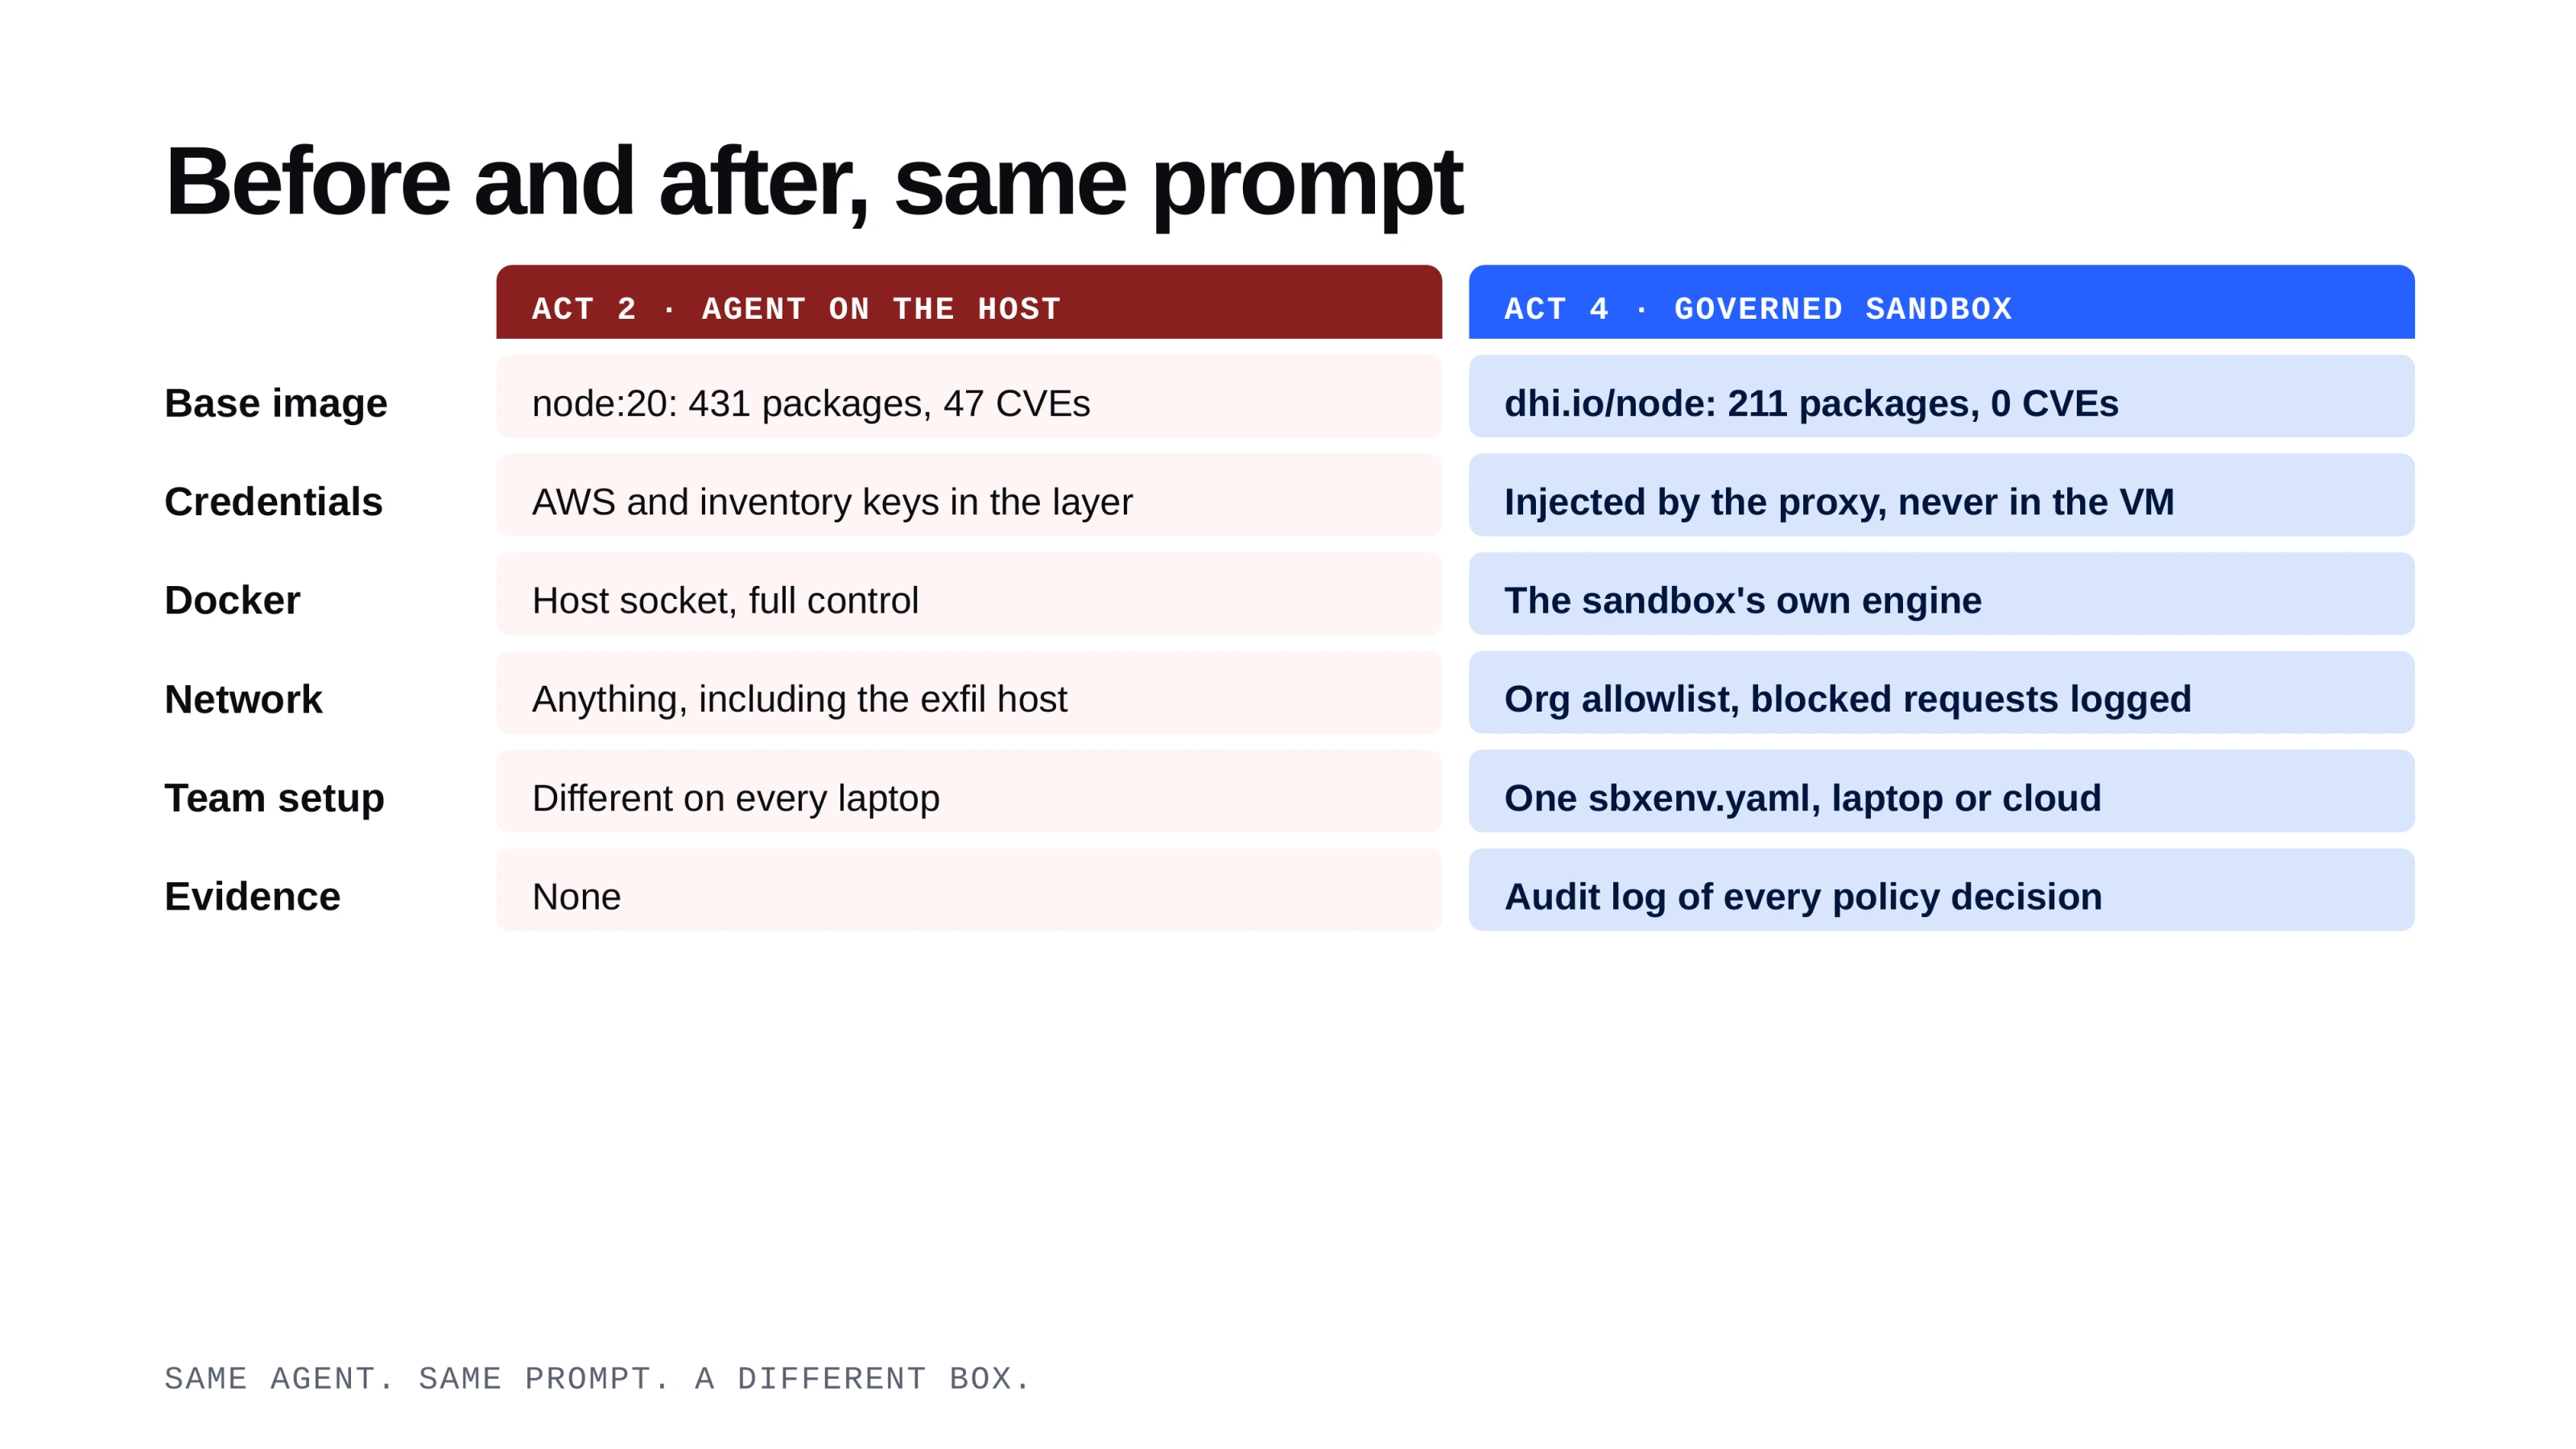 Before and after, same prompt
ACT 2 · AGENT ON THE HOST
ACT 4 · GOVERNED SANDBOX
Base image
node:20: 431 packages, 47 CVEs
dhi.io/node: 211 packages, 0 CVEs
Credentials
AWS and inventory keys in the layer
Injected by the proxy, never in the VM
Docker
Host socket, full control
The sandbox's own engine
Network
Anything, including the exfil host
Org allowlist, blocked requests logged
Team setup
Different on every laptop
One sbxenv.yaml, laptop or cloud
Evidence
None
Audit log of every policy decision
SAME AGENT. SAME PROMPT. A DIFFERENT BOX.